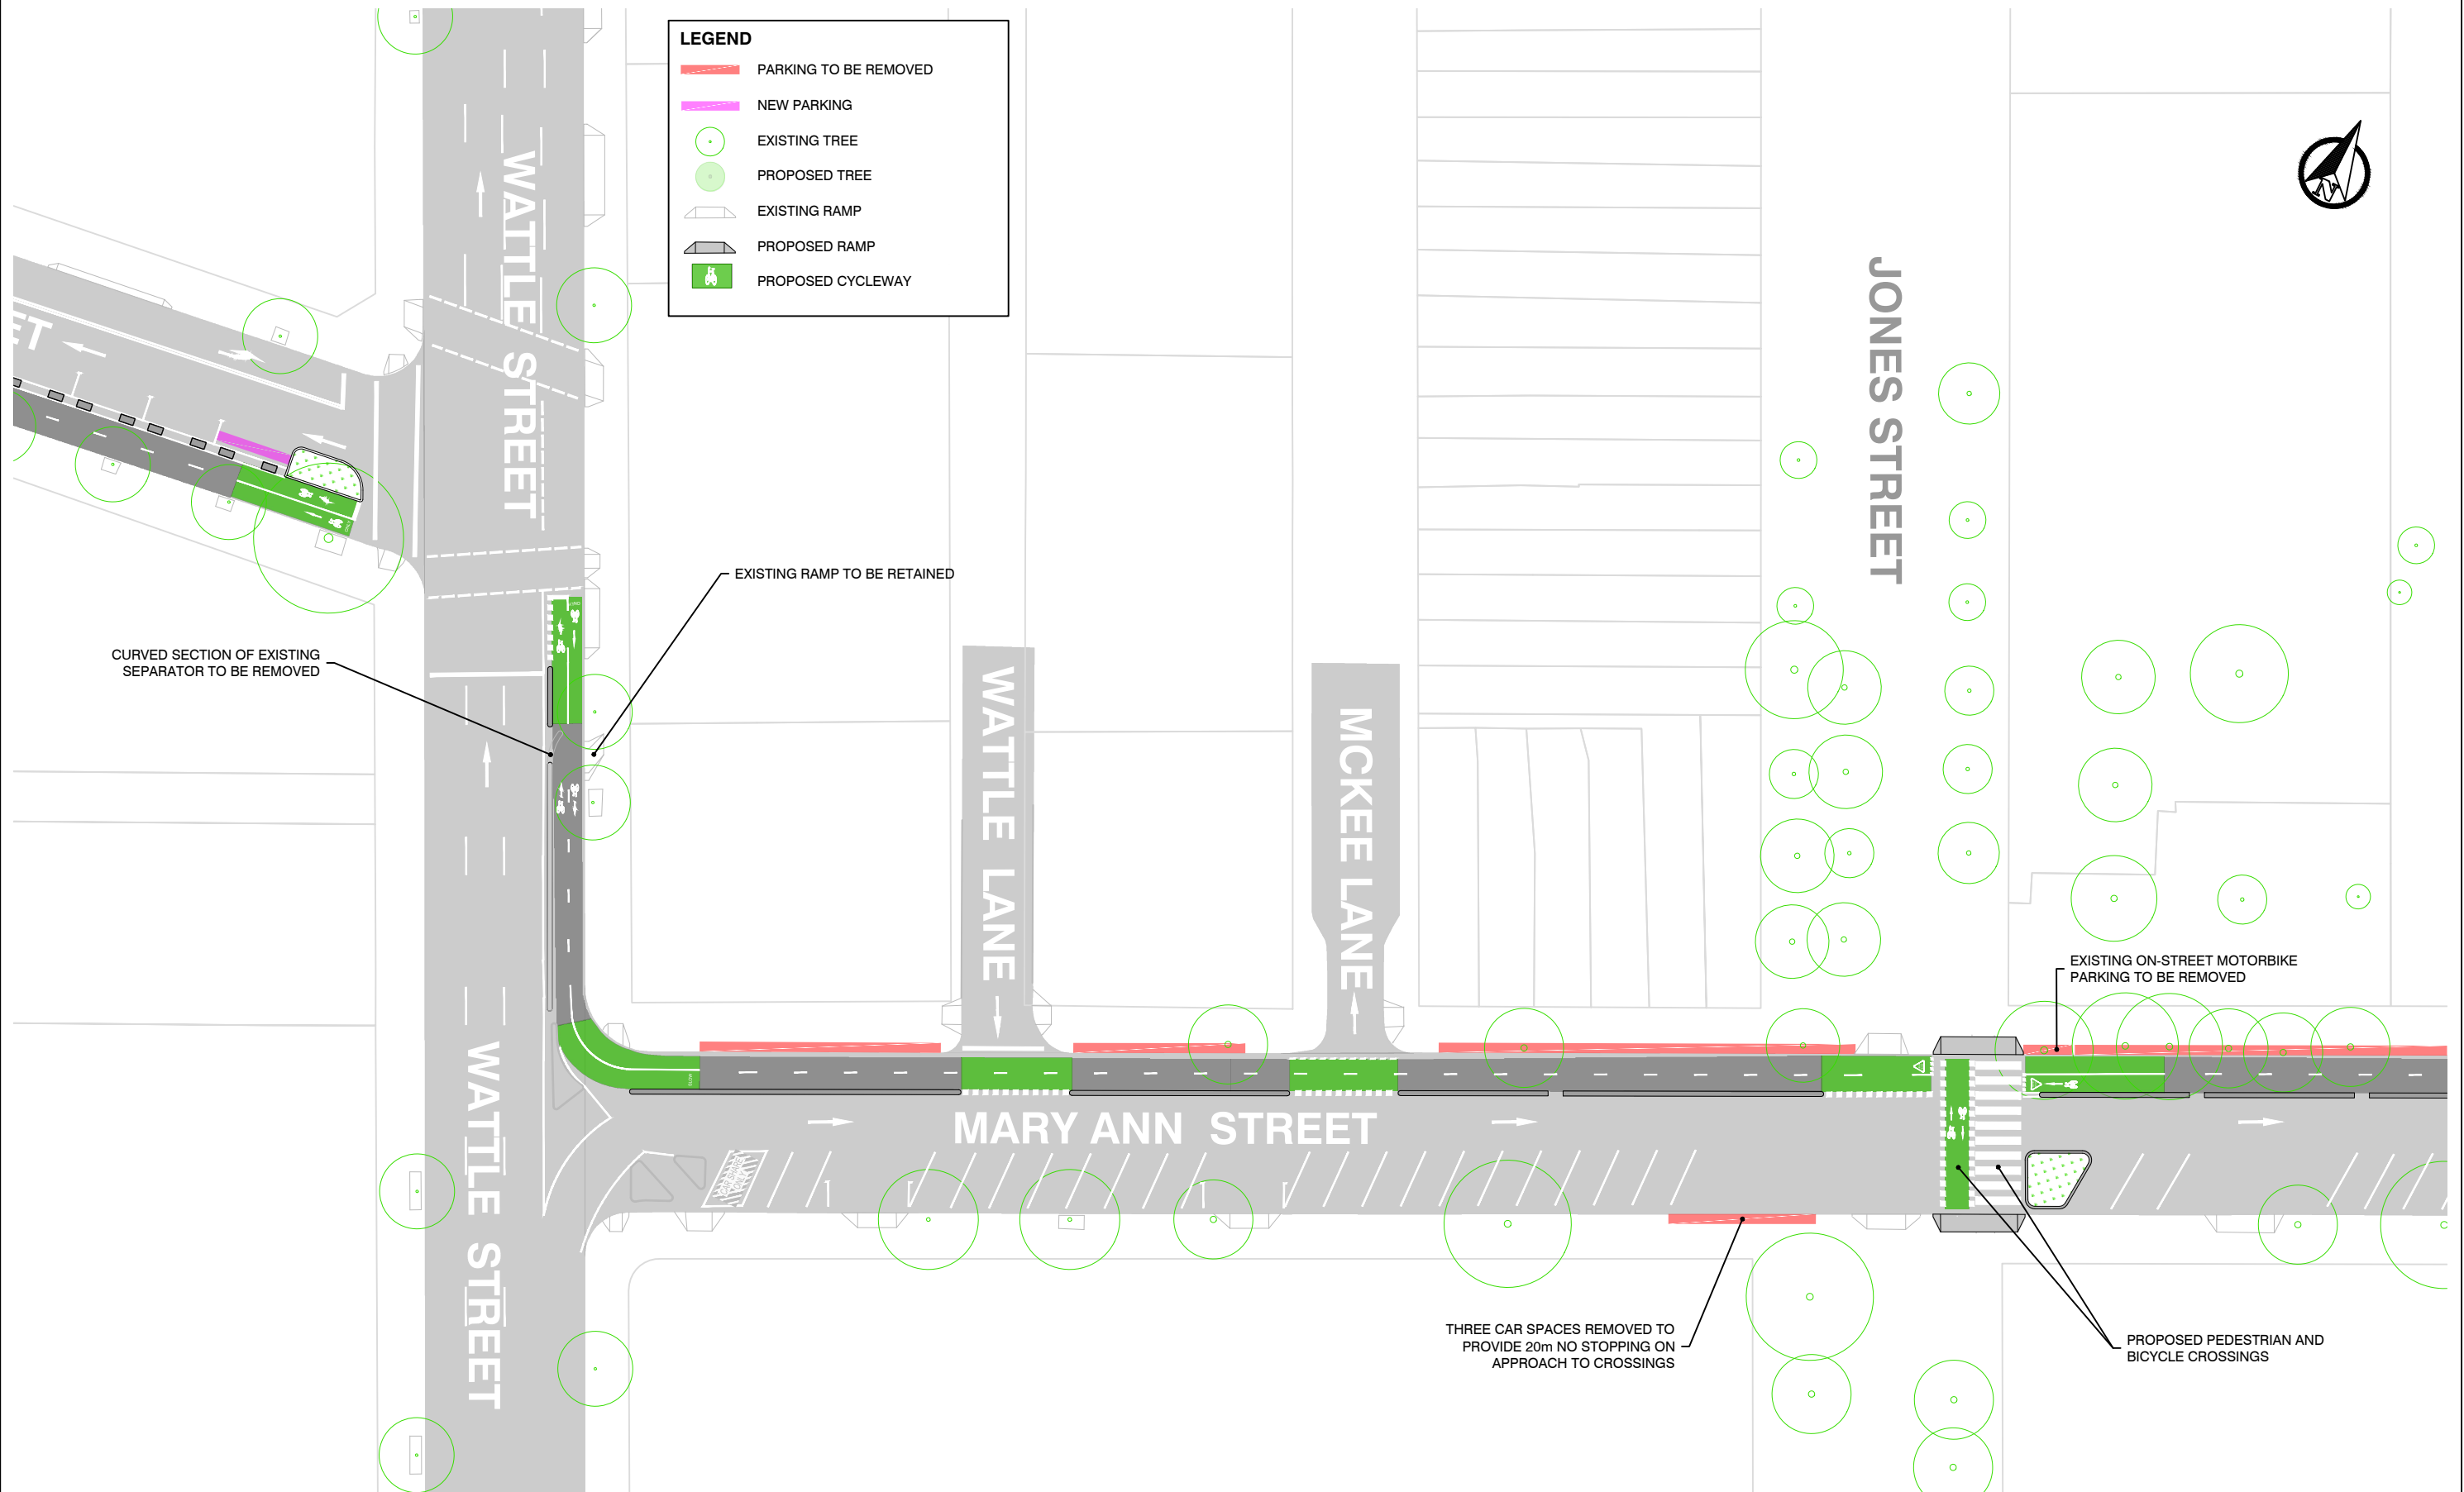 LEGEND
PARKING TO BE REMOVED
NEW PARKING
EXISTING TREE
PROPOSED TREE
EXISTING RAMP
PROPOSED RAMP
PROPOSED CYCLEWAY
WATTLE STREET
JONES STREET
ET
EXISTING RAMP TO BE RETAINED
CURVED SECTION OF EXISTING
SEPARATOR TO BE REMOVED
WATTLE LANE
MCKEE LANE
EXISTING ON-STREET MOTORBIKE
PARKING TO BE REMOVED
MARY ANN STREET
WATTLE STREET
THREE CAR SPACES REMOVED TO
PROVIDE 20m NO STOPPING ON
APPROACH TO CROSSINGS
PROPOSED PEDESTRIAN AND
BICYCLE CROSSINGS